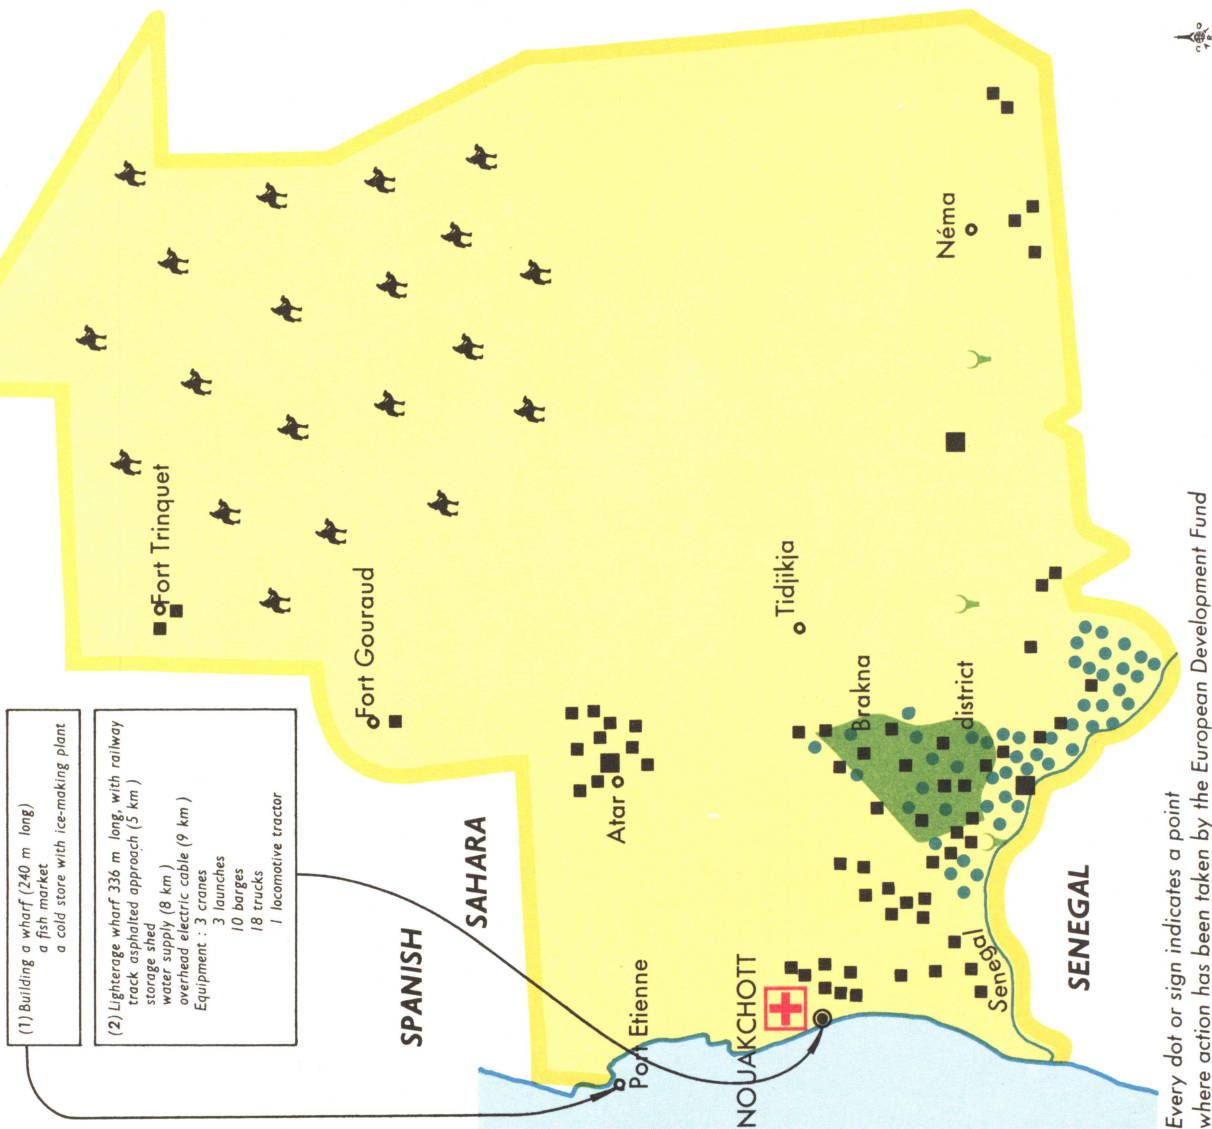 (1) Building a wharf (240 m long)
a fish market
a cold store with ice-making plant
(2) Lighterage wharf 336 m long, with railway
track asphalted approach (5 km)
storage shed
water supply (8 km)
overhead electric cable (9 km)
Equipment : 3 cranes
3 launches
10 barges
18 trucks
1 locomotive tractor
SPANISH
SAHARA
Fort Trinquet
Fort Gouraud
Atar
Port Etienne
NOUAKCHOTT
Tidjikja
Brakna
district
Néma
Senegal
SENEGAL
Every dot or sign indicates a point
where action has been taken by the European Development Fund